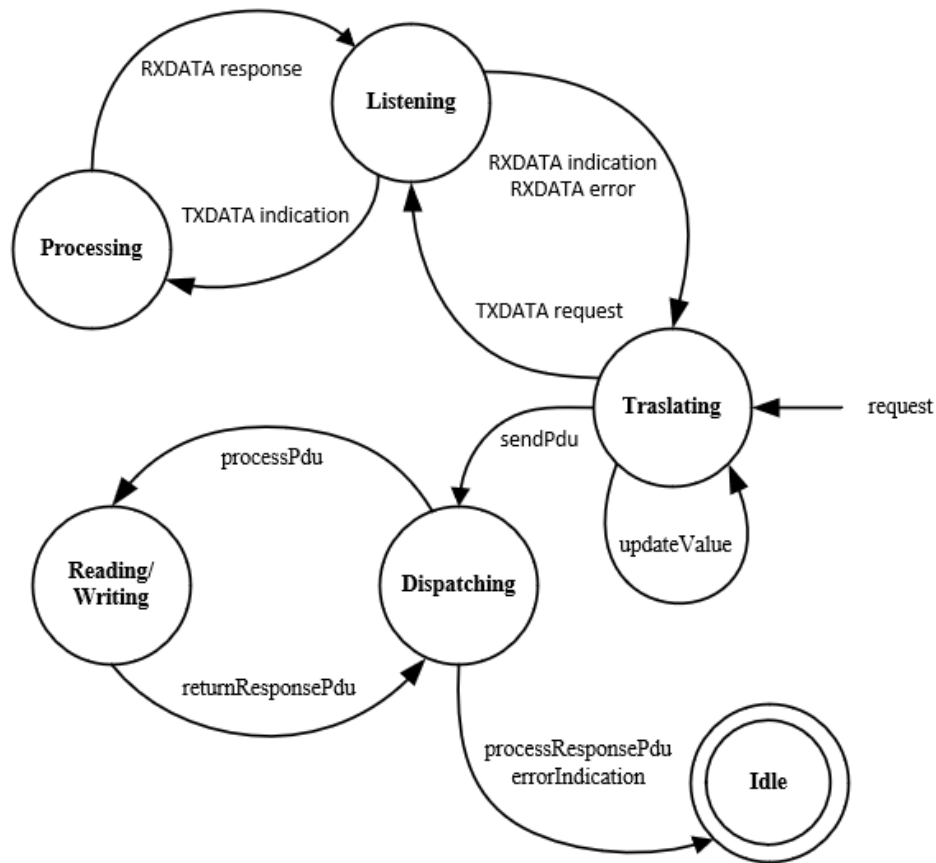 RXDATA response
Listening
RXDATA indication
RXDATA error
TXDATA indication
Processing
TXDATA request
Traslating
request
sendPdu
processPdu
updateValue
Reading/
Writing
Dispatching
returnResponsePdu
processResponsePdu
errorIndication
Idle